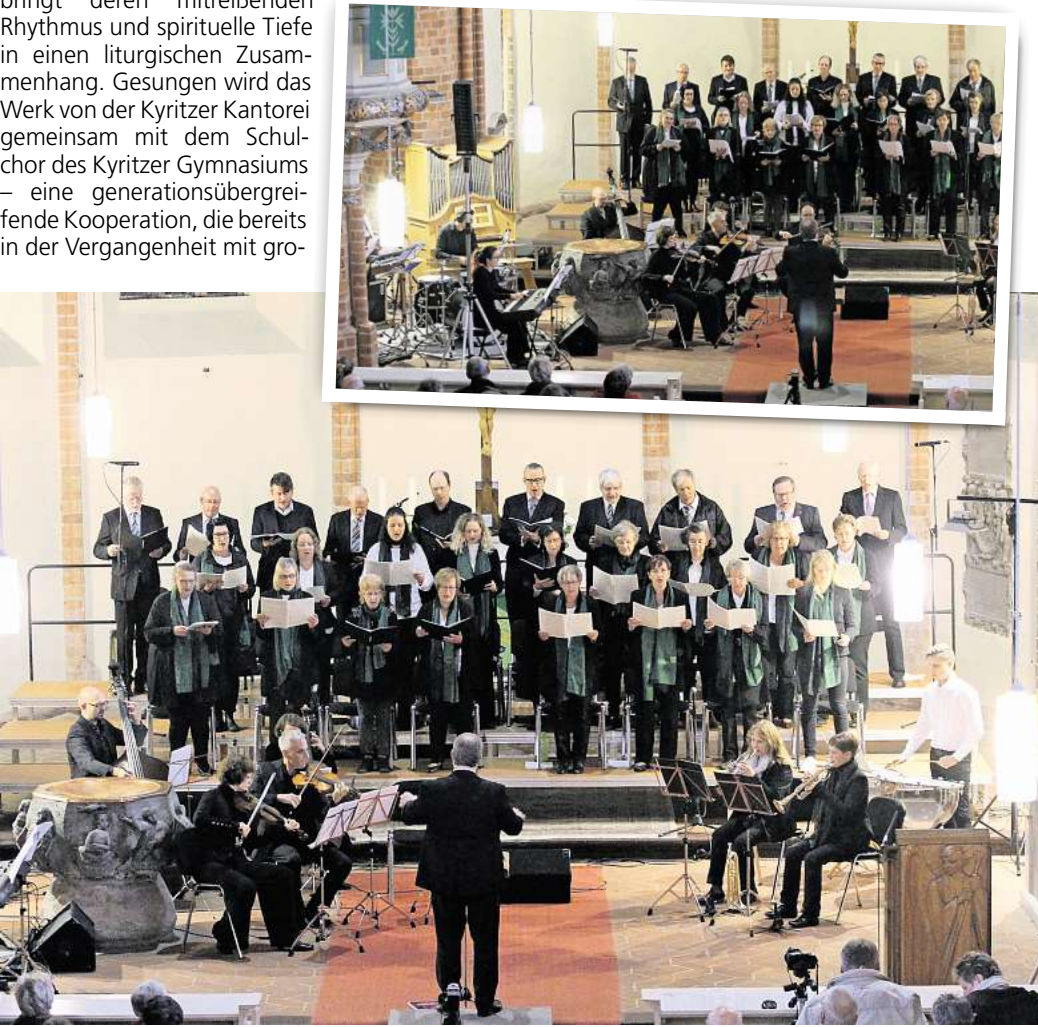 bringt deren mitreißenden
Rhythmus und spirituelle Tiefe
in einen liturgischen Zusam-
menhang. Gesungen wird das
Werk von der Kyritzer Kantorei
gemeinsam mit dem Schul-
chor des Kyritzer Gymnasiums
– eine generationsübergrei-
fende Kooperation, die bereits
in der Vergangenheit mit gro-